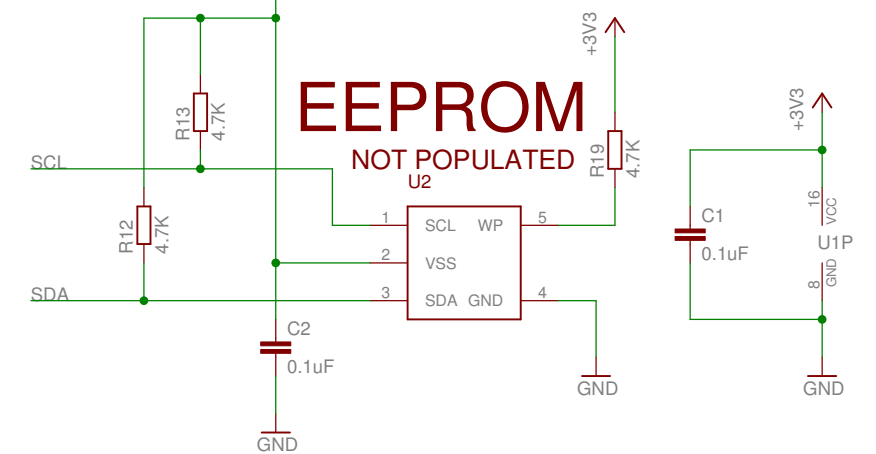 +3V3
EEPROM
+3V3
R13
4.7K
NOT POPULATED
R19
4.7K
SCL
U2
16
VCC
C1
1
SCL
WP
5
R12
4.7K
U1P
0.1uF
2
VSS
GND
8
SDA
3
SDA
GND
4
C2
0.1uF
GND
GND
GND